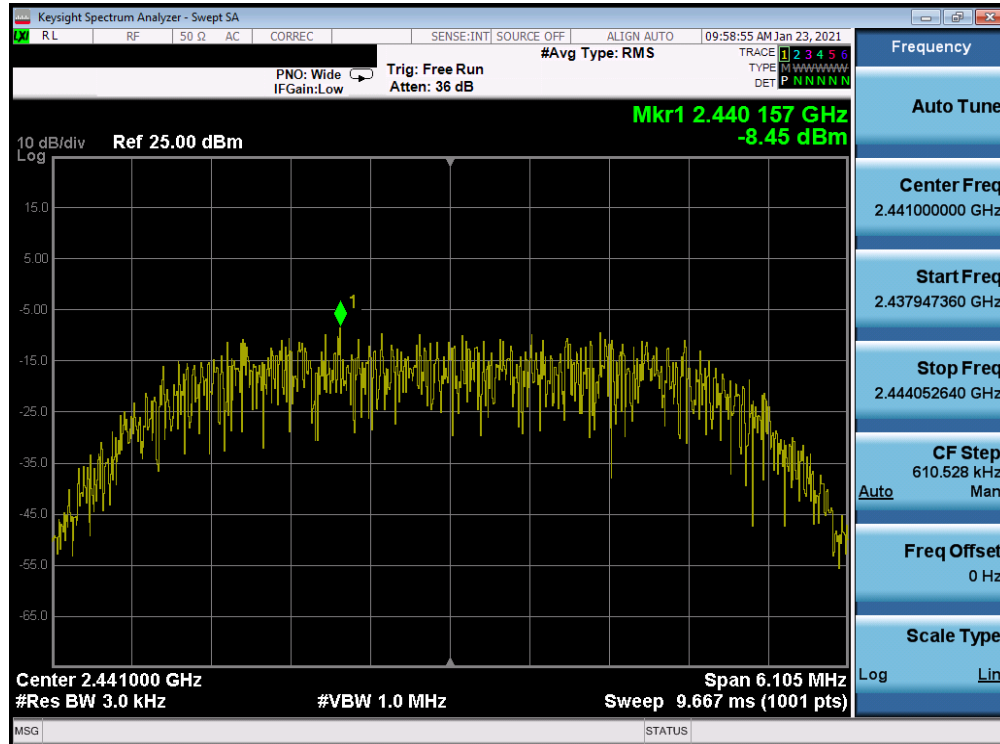 Keysight Spectrum Analyzer - Swept SA
LXI RL RF 50 Ω AC CORREC SENSE:INT SOURCE OFF ALIGN AUTO 09:58:55 AM Jan 23, 2021
#Avg Type: RMS
TRACE 1 2 3 4 5 6
TYPE M W W W W W
DET P N N N N N
PNO: Wide
IFGain:Low
Trig: Free Run
Atten: 36 dB
Mkr1 2.440 157 GHz
-8.45 dBm
10 dB/div
Log
Ref 25.00 dBm
15.0
5.00
-5.00
-15.0
-25.0
-35.0
-45.0
-55.0
-65.0
1
Center 2.441000 GHz
#Res BW 3.0 kHz
#VBW 1.0 MHz
Span 6.105 MHz
Sweep 9.667 ms (1001 pts)
MSG
STATUS
Frequency
Auto Tune
Center Freq
2.441000000 GHz
Start Freq
2.437947360 GHz
Stop Freq
2.444052640 GHz
CF Step
610.528 kHz
Auto Man
Freq Offset
0 Hz
Scale Type
Log Lin